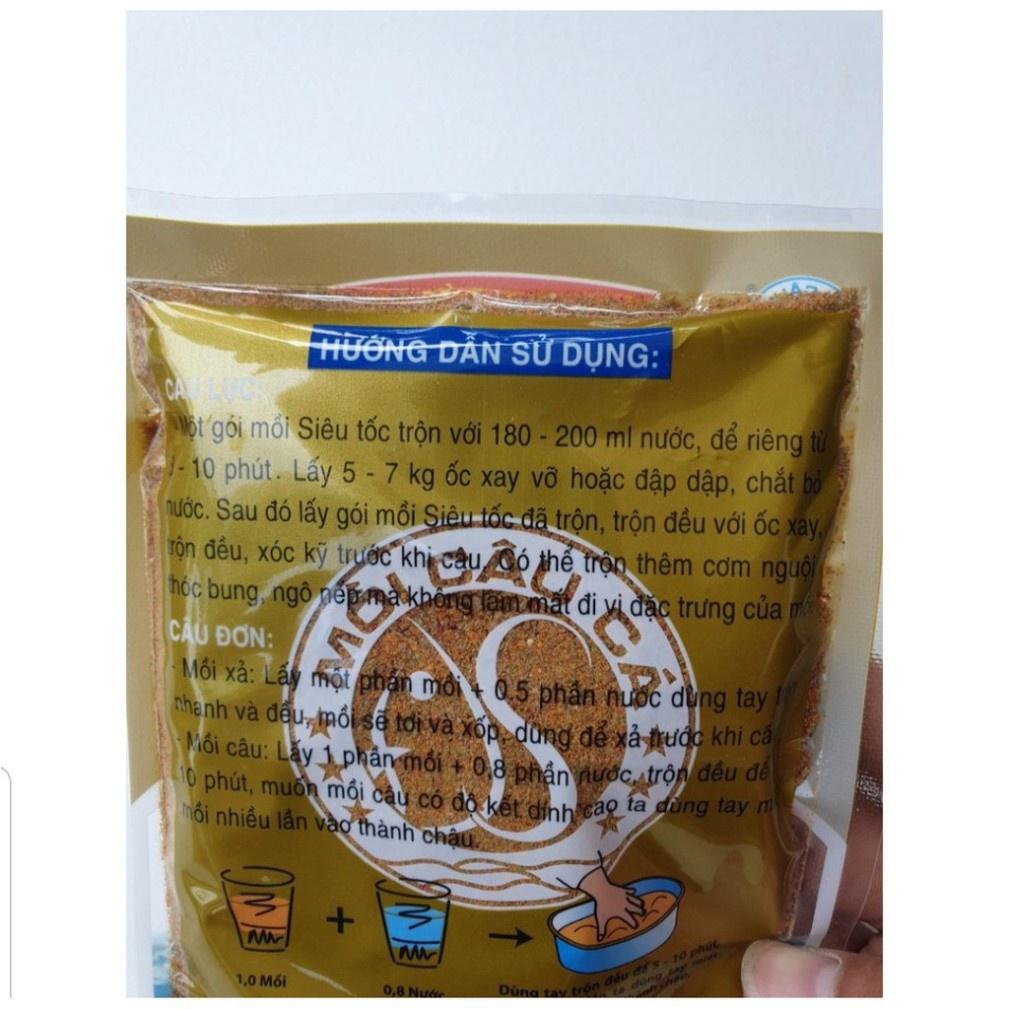 HƯỚNG DẪN SỬ DỤNG:
CÂU LỤC:
Một gói mồi Siêu tốc trộn với 180 - 200 ml nước, để riêng từ
- 10 phút. Lấy 5 - 7 kg ốc xay vỡ hoặc đập dập, chắt bỏ
nước. Sau đó lấy gói mồi Siêu tốc đã trộn, trộn đều với ốc xay,
trộn đều, xóc kỹ trước khi câu. Có thể trộn thêm cơm nguội
thóc bung, ngô nếp mà không làm mất đi vị đặc trưng của
CÂU ĐƠN:
- Mồi xả: Lấy một phần mồi + 0.5 phần nước dùng tay
nhanh và đều, mồi sẽ tơi và xốp, dùng để xả trước khi
- Mồi câu: Lấy 1 phần mồi + 0,8 phần nước, trộn đều để
10 phút, muốn mồi câu có độ kết dính cao ta dùng tay
mồi nhiều lần vào thành chậu.
MỒI CÂU CÁ
S
+
1,0 Mồi
0,8 Nước
Dùng tay trộn đều để 5 - 10 phút,